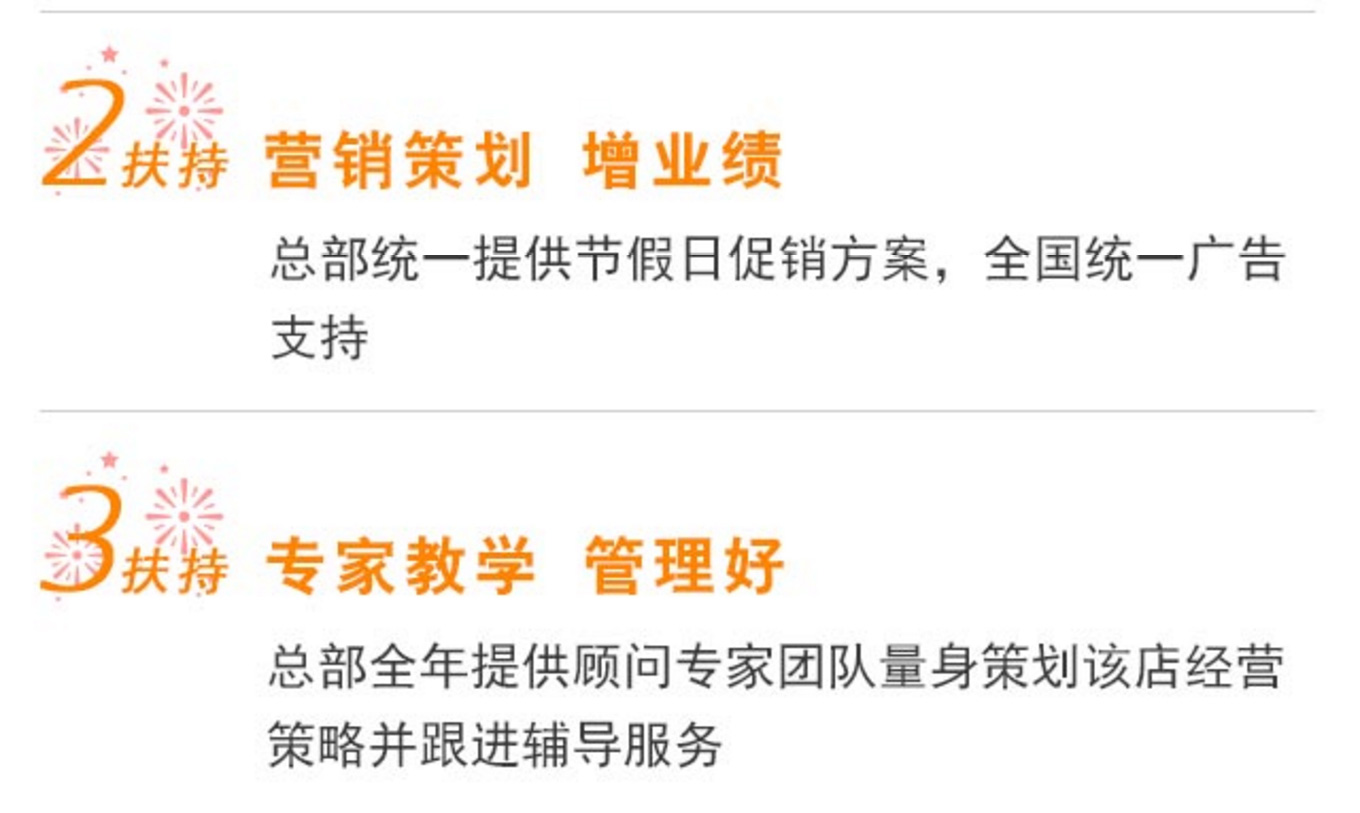 2扶持 营销策划 增业绩
总部统一提供节假日促销方案，全国统一广告
支持
3扶持 专家教学 管理好
总部全年提供顾问专家团队量身策划该店经营
策略并跟进辅导服务